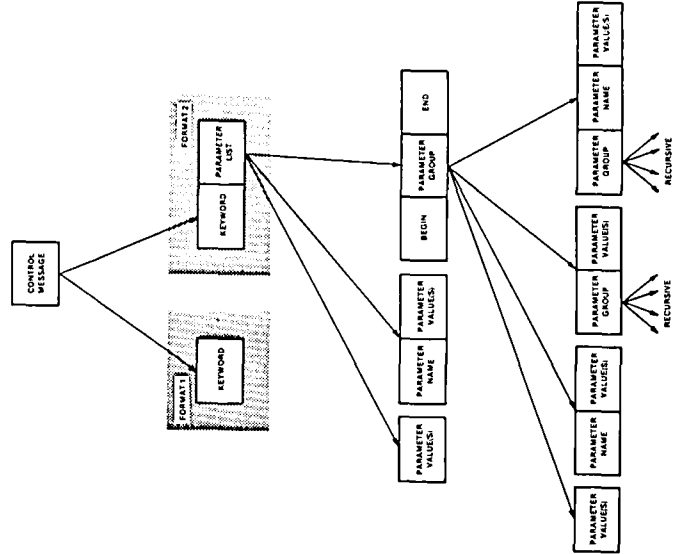 CONTROL
MESSAGE
FORMAT 1
KEYWORD
FORMAT 2
KEYWORD
PARAMETER
LIST
PARAMETER
VALUE(S)
PARAMETER
NAME
PARAMETER
VALUE(S)
BEGIN
PARAMETER
GROUP
END
PARAMETER
VALUE(S)
PARAMETER
NAME
PARAMETER
VALUE(S)
PARAMETER
GROUP
PARAMETER
VALUE(S)
RECURSIVE
PARAMETER
GROUP
PARAMETER
NAME
PARAMETER
VALUE(S)
RECURSIVE